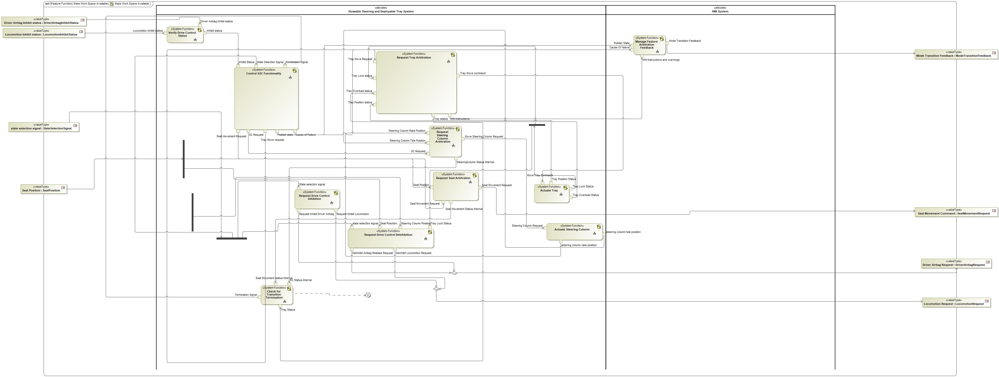 act [Feature Function] Make Work Space Available [ Make Work Space Available ]
«allocate»
Stowable Steering and Deployable Tray System
«allocate»
HMI System
«valueType»
Driver Airbag Inhibit status : DriverAirbagInhibitStatus
«valueType»
Locomotion Inhibit status : LocomotionInhibitStatus
Driver Airbag Inhibit status
Locomotion Inhibit status
«System Function»
Verify Drive Control
Status
Inhibit status
Publish State
Cause Of failure
«System Function»
Manage Feature
Arbitration
Feedback
Mode Transition Feedback
HMI Instructions and warnings
«valueType»
Mode Transition Feedback : ModeTransitionFeedback
Inhibit Status
State Selection Signal
Termination Signal
«System Function»
Control SSC Functionality
Tray Move Request
Tray Lock status
Tray Overload status
Tray Position status
«System Function»
Request Tray Arbitration
Tray Move command
Tray status
HMI instructions
«valueType»
state selection signal : StateSelectionSignal
Seat movement Request
SC Request
Tray Move request
Publish state
Cause of Failure
Steering Column Rake Position
Steering Column Tele Position
SC Request
«System Function»
Request
Steering
Column
Arbitration
Move Steering Column Request
SteeringColumn Status Internal
«valueType»
Seat Position : SeatPosition
State selection signal
«System Function»
Request Drive Control
Inhibition
Request Inhibit Driver Airbag
Request Inhibit Locomotion
Seat Position
«System Function»
Request Seat Arbitration
Seat Movement Request
Seat Movement Request
Seat Movement Status Internal
Move Tray Command
Tray Position Status
«System Function»
Actuate Tray
Tray Lock Status
Tray Overload Status
«valueType»
Seat Movement Command : SeatMovementRequest
state selection signal
Seat Posotion
Steering Column Position
Tray Lock Status
«System Function»
Request Drive Control DeInhibition
DeInhibit Airbag Release Request
Deinhibit Locomotion Request
Steering Column Request
«System Function»
Actuate Steering Column
steering column tele position
steering column rake position
«valueType»
Driver Airbag Request : DriverAirbagRequest
Seat Movement status Internal
SC Status Internal
«System Function»
Check for
Transition
Termination
Termination Signal
Tray Status
«valueType»
Locomotion Request : LocomotionRequest